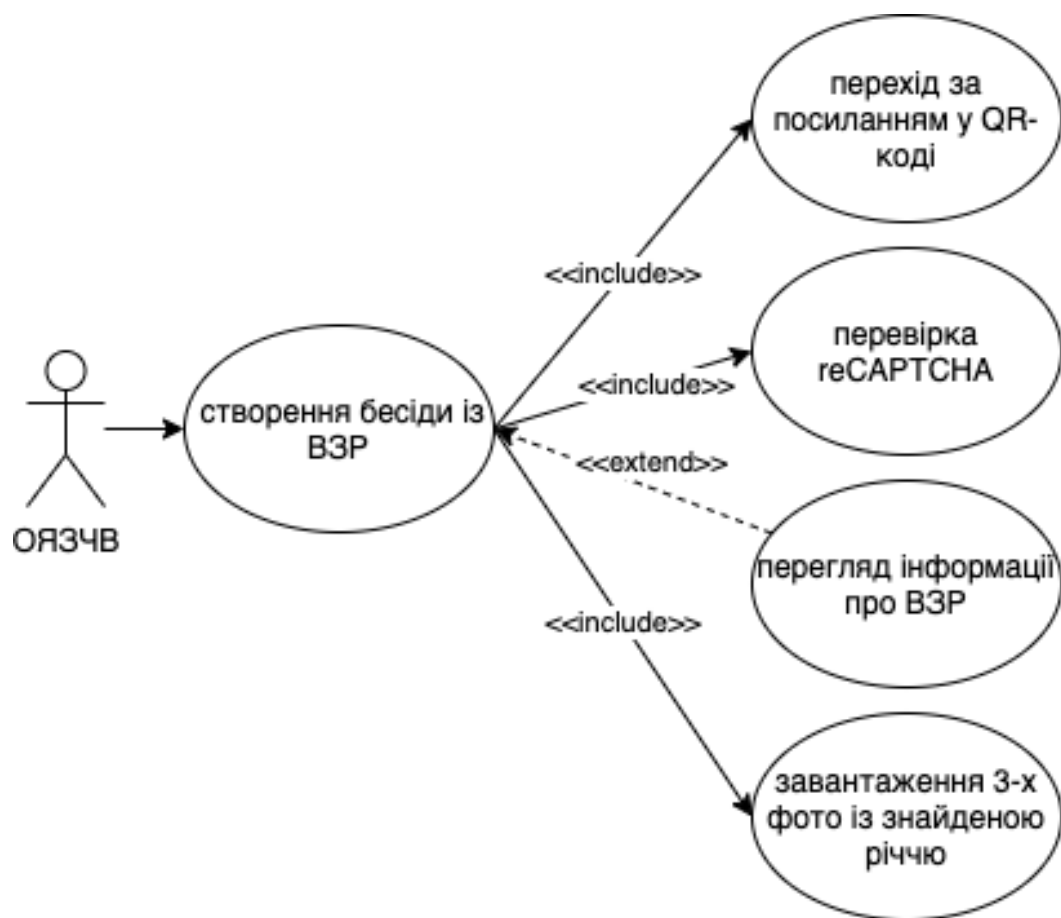 перехід за
посиланням у QR-
коді
<<include>>
перевірка
reCAPTCHA
<<include>>
створення бесіди із
ВЗР
<<extend>>
ОЯЗЧВ
перегляд інформації
про ВЗР
<<include>>
завантаження 3-х
фото із знайденою
річчю